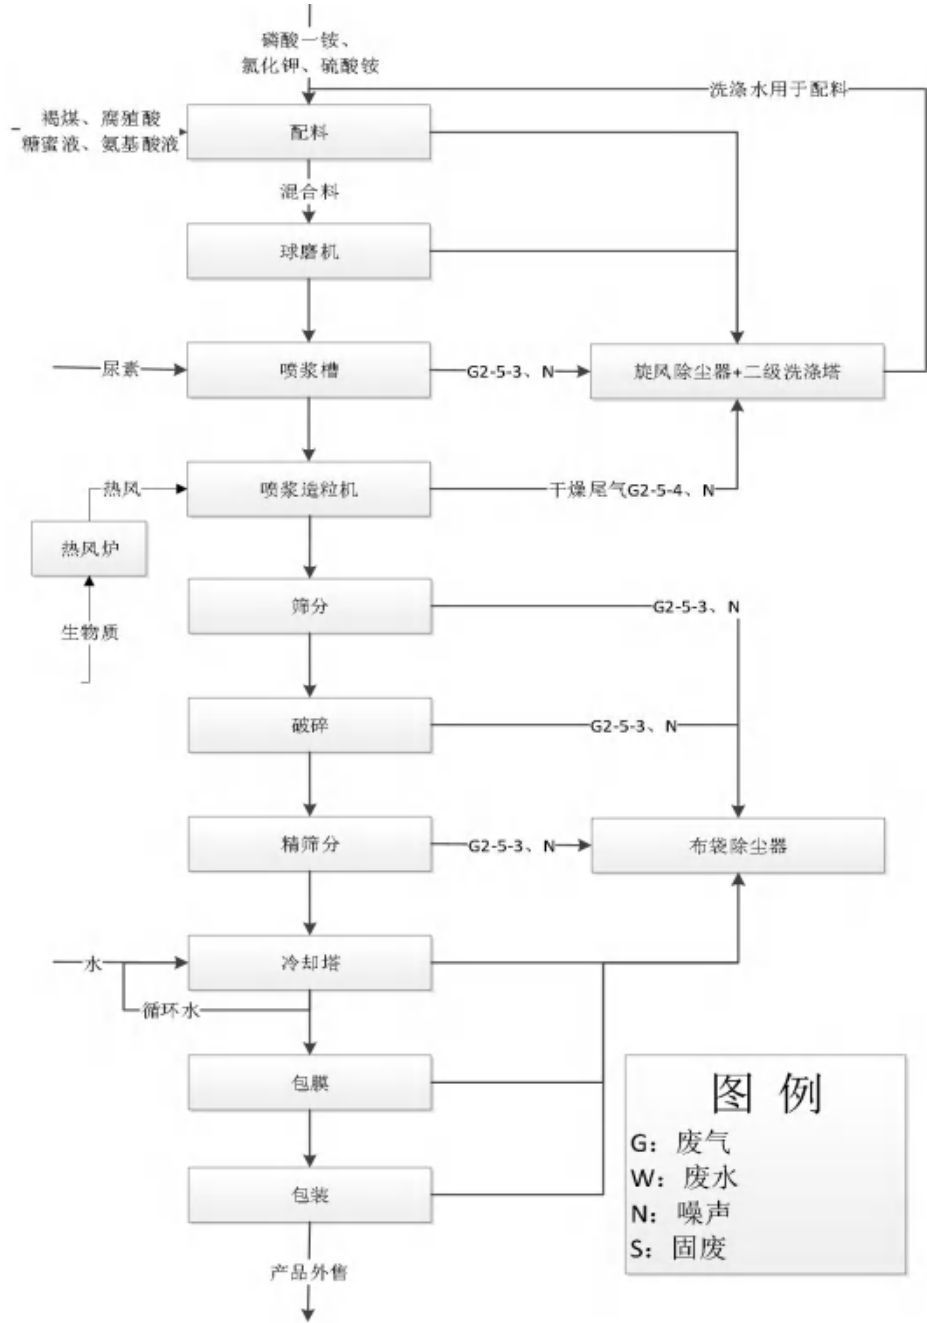 磷酸一铵、
氯化钾、硫酸铵
洗涤水用于配料
褐煤、腐殖酸
糖蜜液、氨基酸液
配料
混合料
球磨机
尿素
喷浆槽
G2-5-3、N
旋风除尘器+二级洗涤塔
热风
喷浆造粒机
干燥尾气G2-5-4、N
热风炉
筛分
G2-5-3、N
生物质
破碎
G2-5-3、N
精筛分
G2-5-3、N
布袋除尘器
水
冷却塔
循环水
包膜
包装
产品外售
图 例
G：废气
W：废水
N：噪声
S：固废